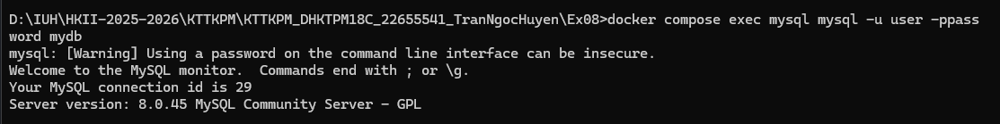 D:\IUH\HKII-2025-2026\KTTKPM\KTTKPM_DHKTPM18C_22655541_TranNgocHuyen\Ex08>docker compose exec mysql mysql -u user -ppass
word mydb
mysql: [Warning] Using a password on the command line interface can be insecure.
Welcome to the MySQL monitor.  Commands end with ; or \g.
Your MySQL connection id is 29
Server version: 8.0.45 MySQL Community Server - GPL